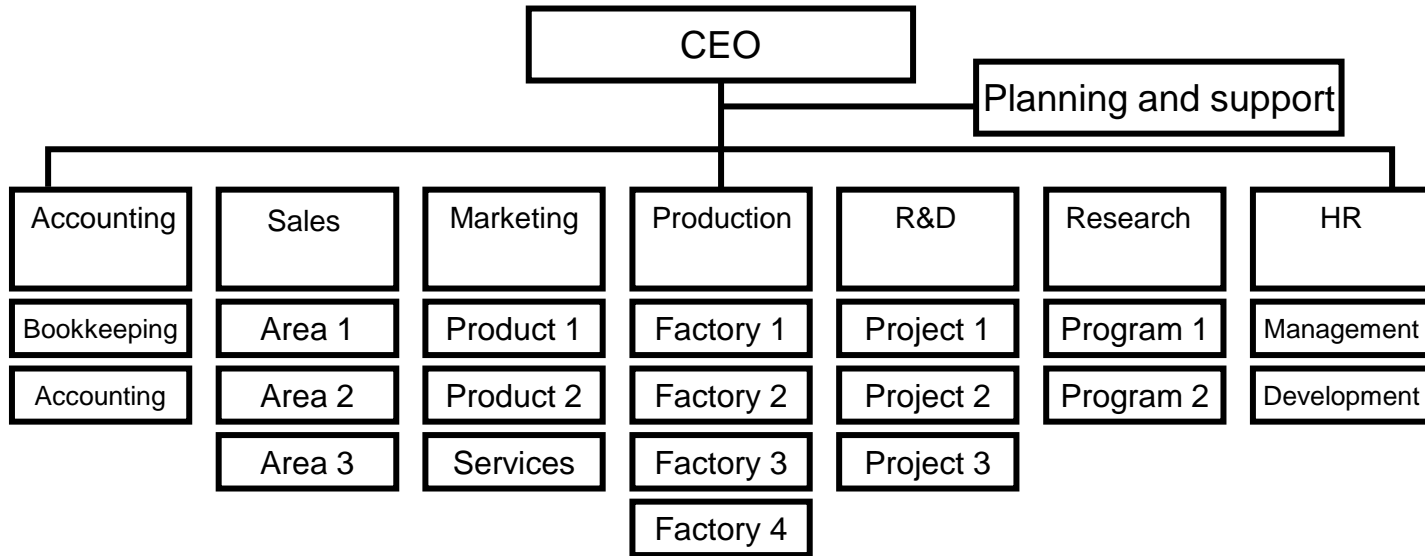 CEO
Planning and support
Accounting
Sales
Marketing
Production
R&D
Research
HR
Bookkeeping
Area 1
Product 1
Factory 1
Project 1
Program 1
Management
Accounting
Area 2
Product 2
Factory 2
Project 2
Program 2
Development
Area 3
Services
Factory 3
Project 3
Factory 4